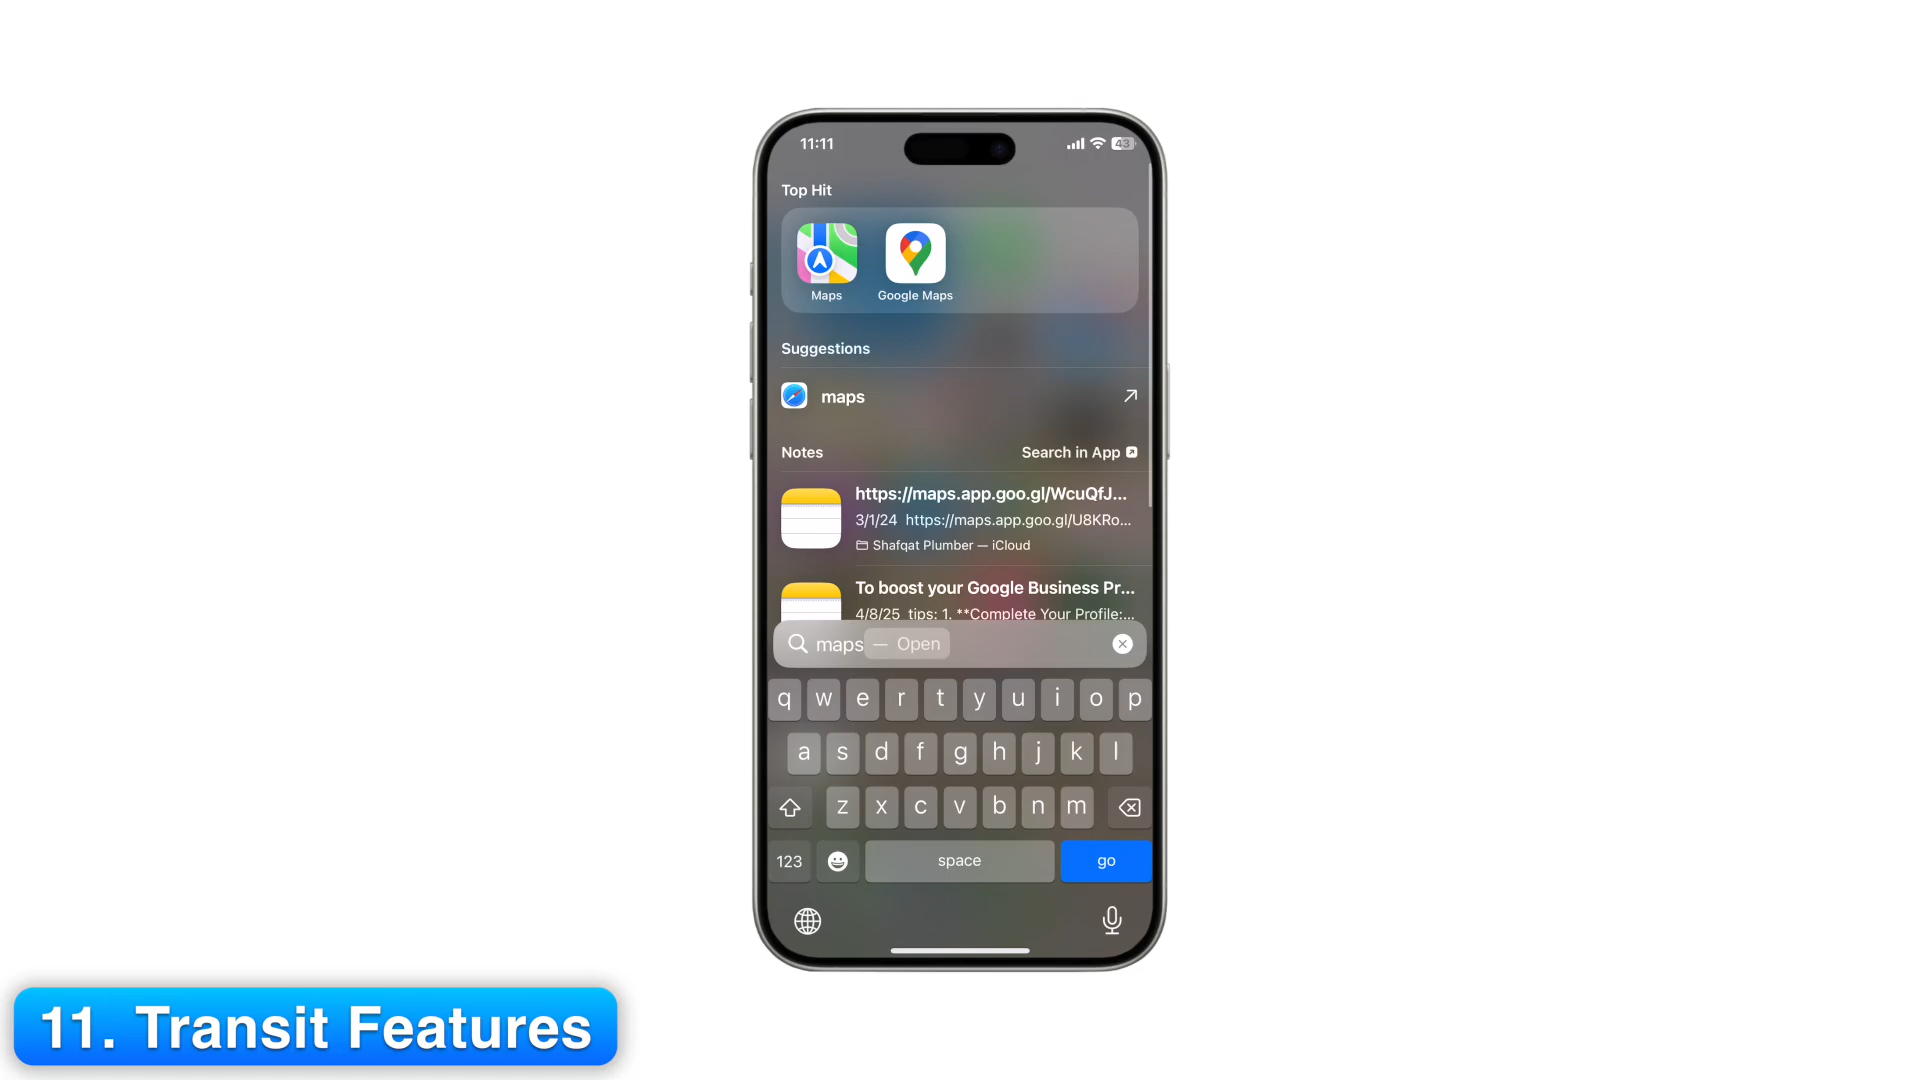 11:11
43
Top Hit
Maps
Google Maps
Suggestions
maps
Notes
Search in App
https://maps.app.goo.gl/WcuQfJ...
3/1/24 https://maps.app.goo.gl/U8KRo...
Shafqat Plumber — iCloud
To boost your Google Business Pr...
4/8/25 tips: 1. **Complete Your Profile:...
maps — Open
q w e r t y u i o p
a s d f g h j k l
z x c v b n m
123 space go
11. Transit Features